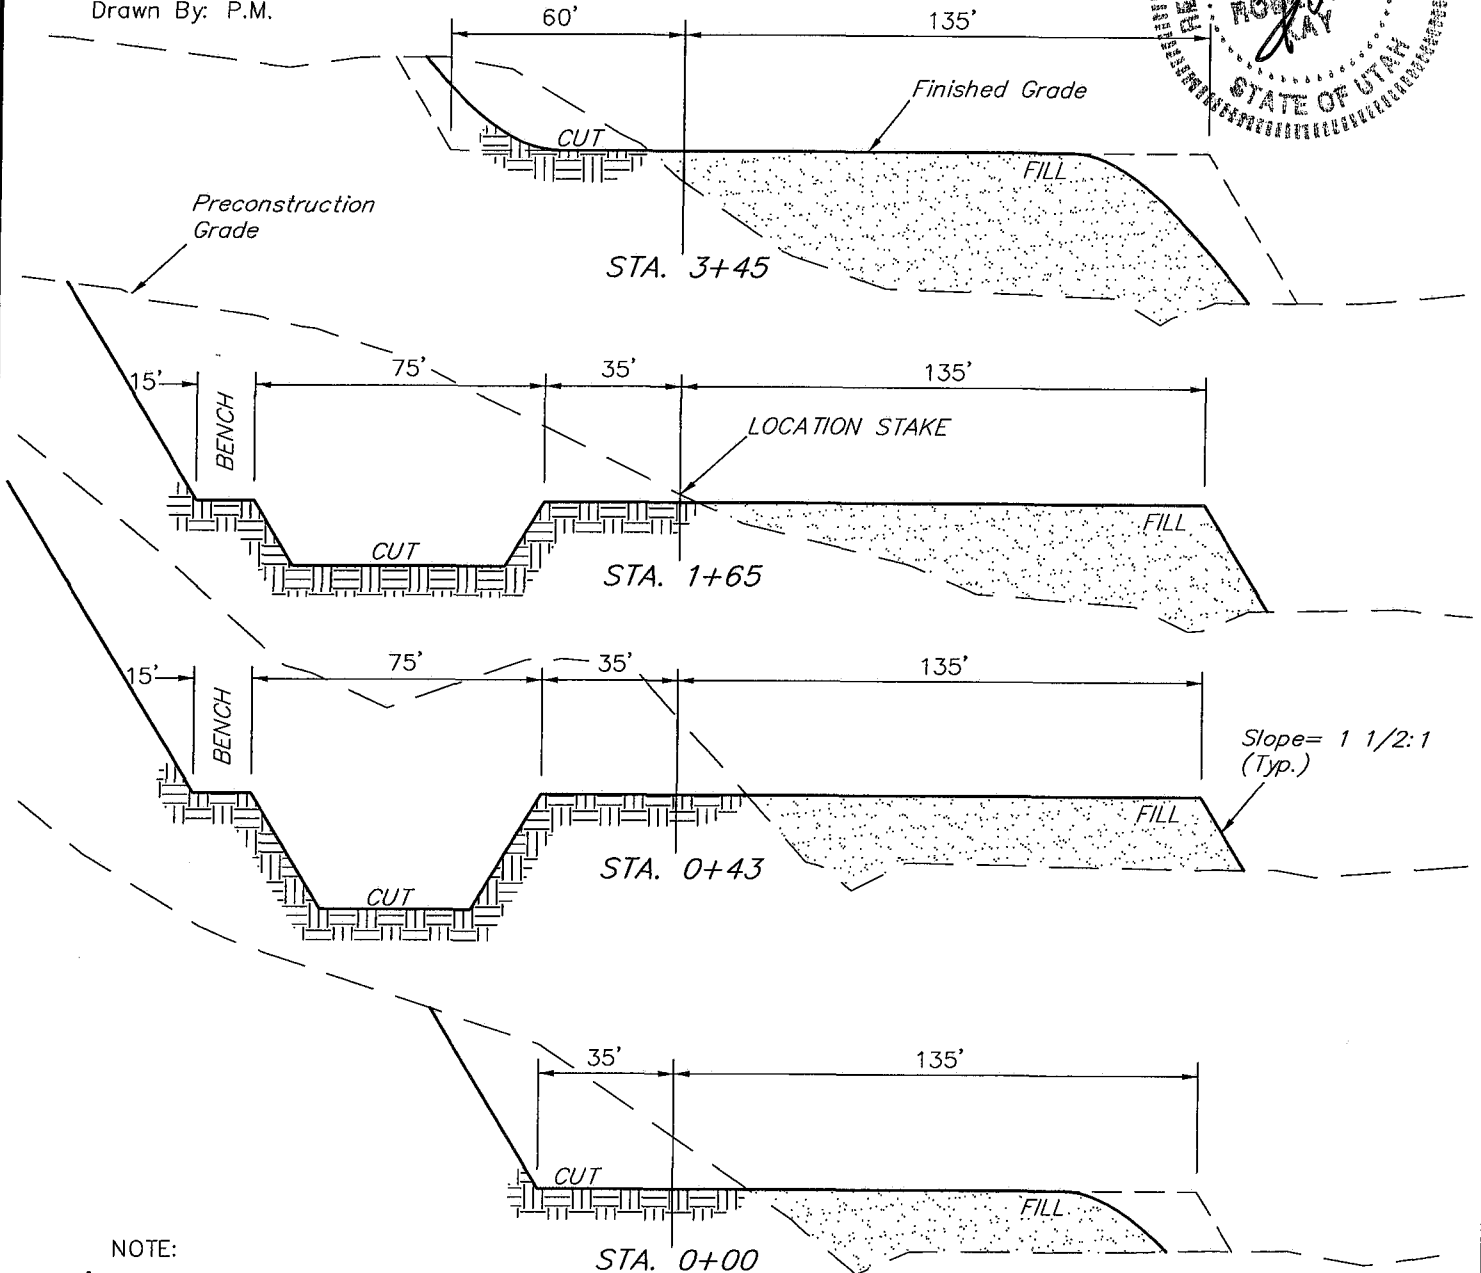 Drawn By: P.M.
60'
135'
STATE OF UTAH
Finished Grade
CUT
FILL
Preconstruction
Grade
STA. 3+45
15'
75'
35'
135'
BENCH
LOCATION STAKE
CUT
FILL
STA. 1+65
15'
75'
35'
135'
BENCH
Slope= 1 1/2:1
(Typ.)
FILL
STA. 0+43
CUT
35'
135'
CUT
FILL
NOTE:
STA. 0+00